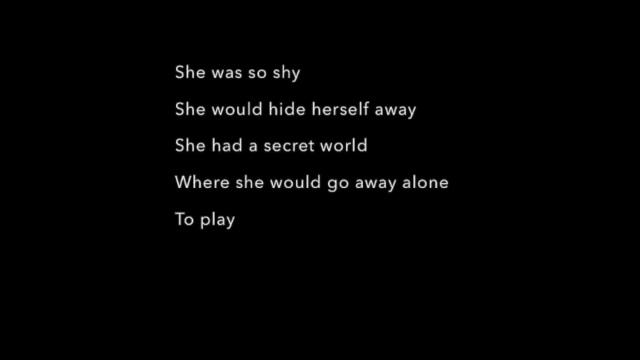 She was so shy
She would hide herself away
She had a secret world
Where she would go away alone
To play